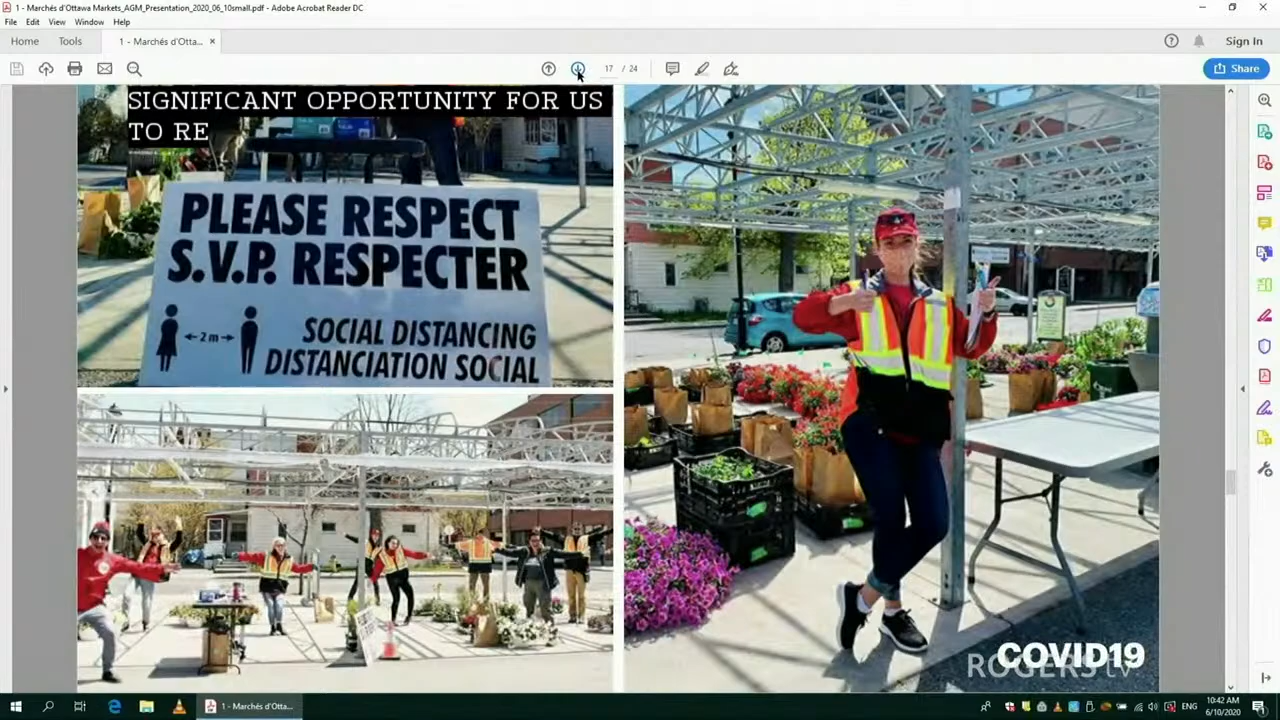 1 - Marchés d'Ottawa Markets_AGM_Presentation_2020_06_10small.pdf - Adobe Acrobat Reader DC
File Edit View Window Help
Home Tools 1 - Marchés d'Otta... Sign In
17 / 24 Share
SIGNIFICANT OPPORTUNITY FOR US
TO RE
PLEASE RESPECT
S.V.P. RESPECTER
2 m
SOCIAL DISTANCING
DISTANCIATION SOCIAL
COVID19
ROGERS tv
1 - Marchés d'Otta...
ENG
10:42 AM
6/10/2020